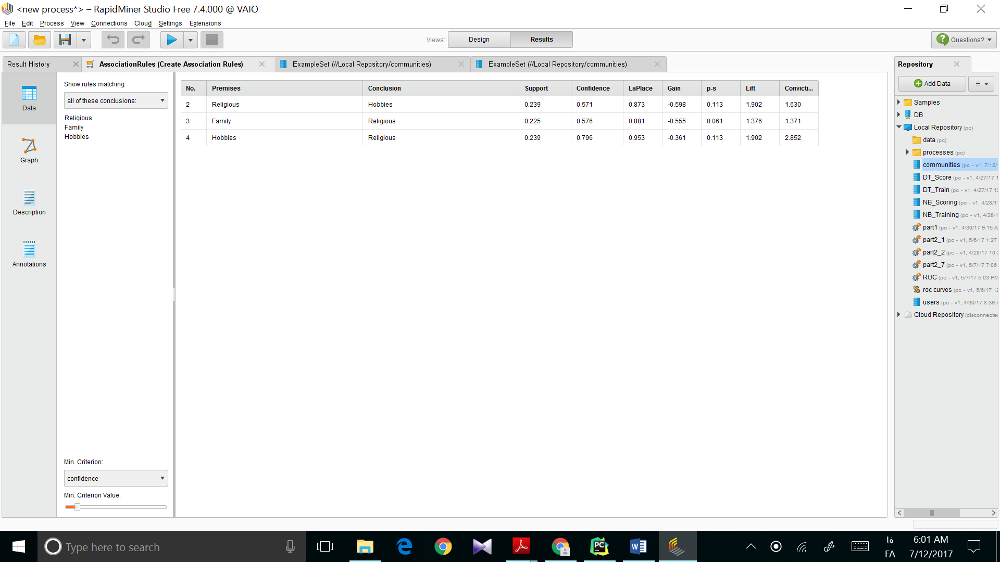 <new process*> – RapidMiner Studio Free 7.4.000 @ VAIO
File Edit Process View Connections Cloud Settings Extensions
Views: Design Results Questions?
Result History AssociationRules (Create Association Rules) ExampleSet (//Local Repository/communities) ExampleSet (//Local Repository/communities)
Data
Graph
Description
Annotations
Show rules matching
all of these conclusions:
Religious
Family
Hobbies
Min. Criterion:
confidence
Min. Criterion Value:
No. Premises Conclusion Support Confidence LaPlace Gain p-s Lift Convicti...
2 Religious Hobbies 0.239 0.571 0.873 -0.598 0.113 1.902 1.630
3 Family Religious 0.225 0.576 0.881 -0.555 0.061 1.376 1.371
4 Hobbies Religious 0.239 0.796 0.953 -0.361 0.113 1.902 2.852
Repository
Add Data
Samples
DB
Local Repository (pc)
data (pc)
processes (pc)
communities (pc - v1, 7/12/
DT_Score (pc - v1, 4/27/17 1
DT_Train (pc - v1, 4/27/17 12
NB_Scoring (pc - v1, 4/28/17
NB_Training (pc - v1, 4/28/1
part1 (pc - v1, 4/30/17 9:15 A
part2_1 (pc - v1, 5/6/17 1:27
part2_2 (pc - v1, 4/28/17 10:2
part2_7 (pc - v1, 5/7/17 7:06
ROC (pc - v1, 5/7/17 5:03 PM
roc curves (pc - v1, 5/6/17 12
users (pc - v1, 4/30/17 8:39 A
Cloud Repository (disconnected
Type here to search
PC
فا
FA
6:01 AM
7/12/2017